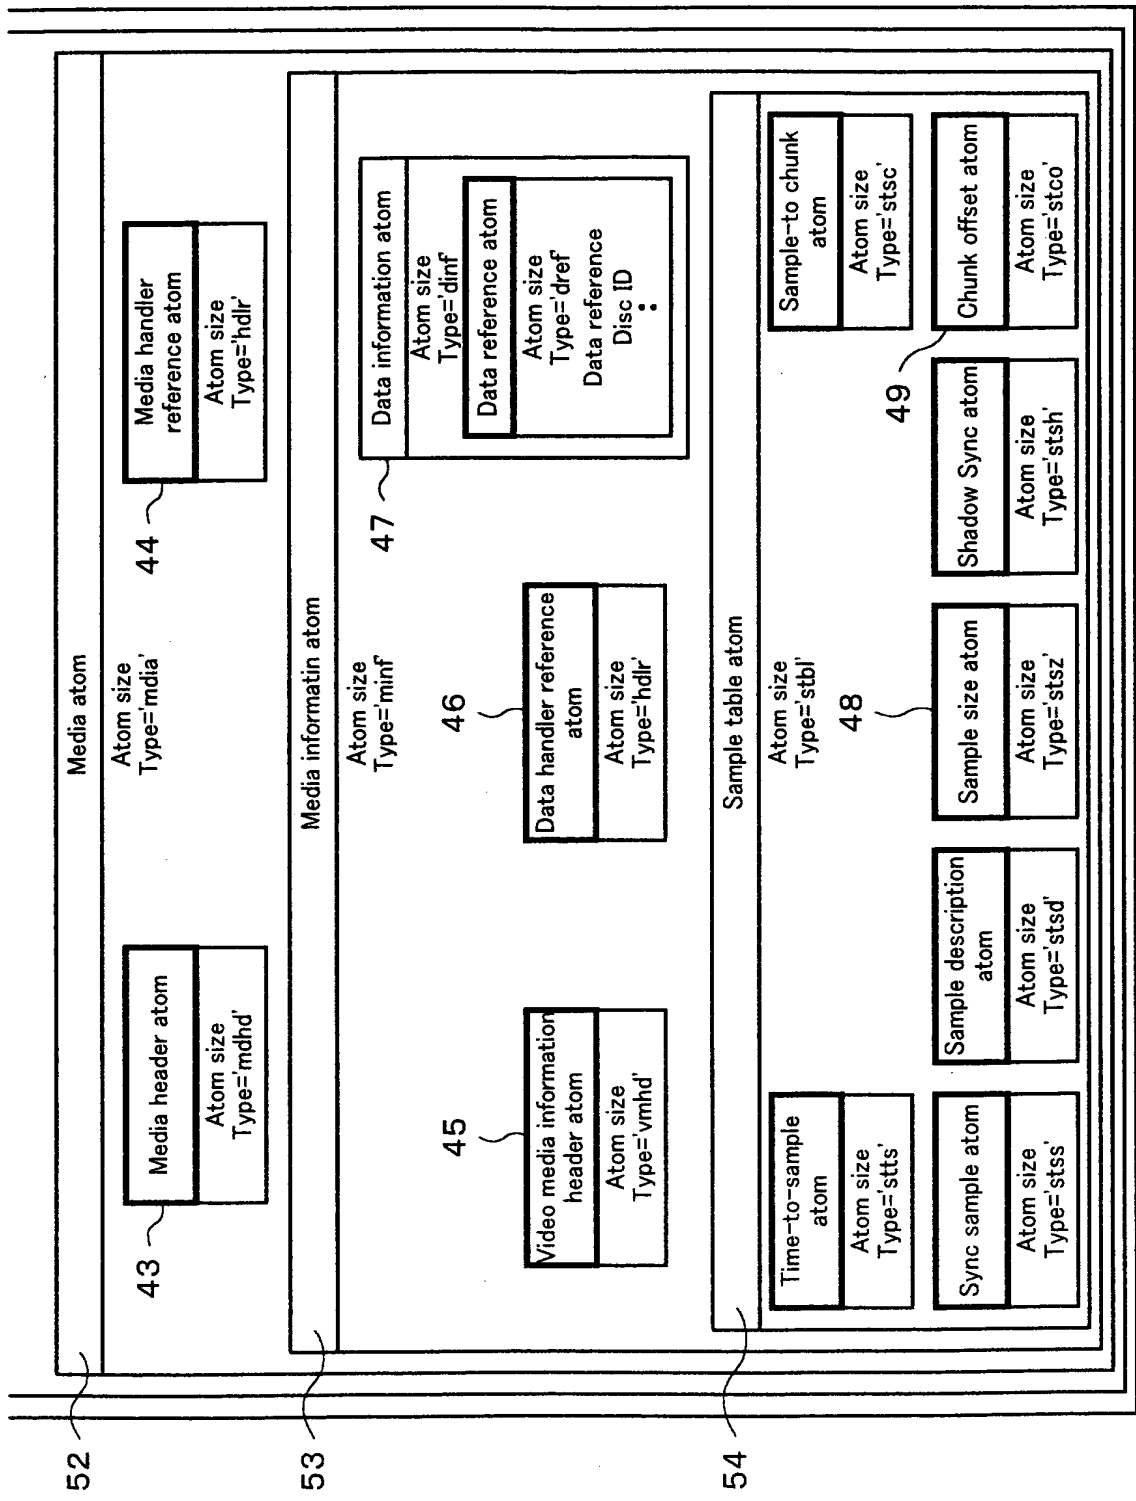 52
Media atom
Atom size
Type='mdia'
43
Media header atom
Atom size
Type='mdhd'
44
Media handler
reference atom
Atom size
Type='hdlr'
53
Media informatin atom
Atom size
Type='minf'
45
Video media information
header atom
Atom size
Type='vmhd'
46
Data handler reference
atom
Atom size
Type='hdlr'
47
Data information atom
Atom size
Type='dinf'
Data reference atom
Atom size
Type='dref'
Data reference
Disc ID
:
54
Sample table atom
Atom size
Type='stbl'
Time-to-sample
atom
Atom size
Type='stts'
Sample-to chunk
atom
Atom size
Type='stsc'
Sync sample atom
Atom size
Type='stss'
Sample description
atom
Atom size
Type='stsd'
48
Sample size atom
Atom size
Type='stsz'
Shadow Sync atom
Atom size
Type='stsh'
49
Chunk offset atom
Atom size
Type='stco'